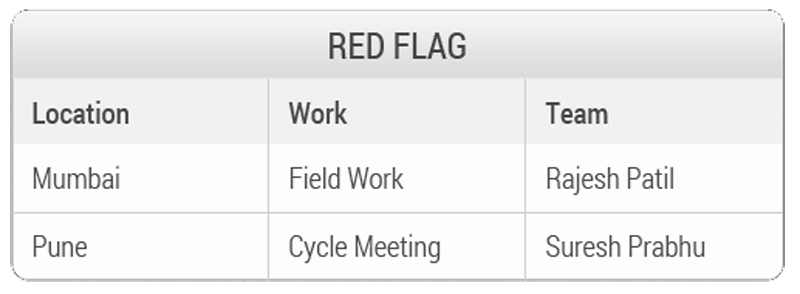 RED FLAG
Location Work Team
Mumbai Field Work Rajesh Patil
Pune Cycle Meeting Suresh Prabhu